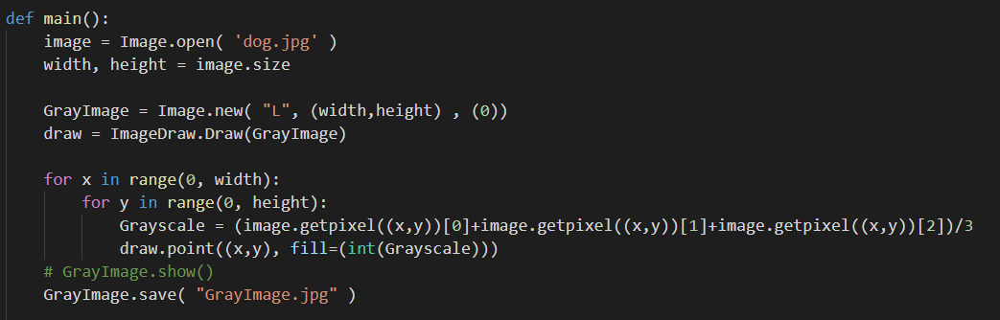 def main():
    image = Image.open( 'dog.jpg' )
    width, height = image.size

    GrayImage = Image.new( "L", (width,height) , (0))
    draw = ImageDraw.Draw(GrayImage)

    for x in range(0, width):
        for y in range(0, height):
            Grayscale = (image.getpixel((x,y))[0]+image.getpixel((x,y))[1]+image.getpixel((x,y))[2])/3
            draw.point((x,y), fill=(int(Grayscale)))
    # GrayImage.show()
    GrayImage.save( "GrayImage.jpg" )